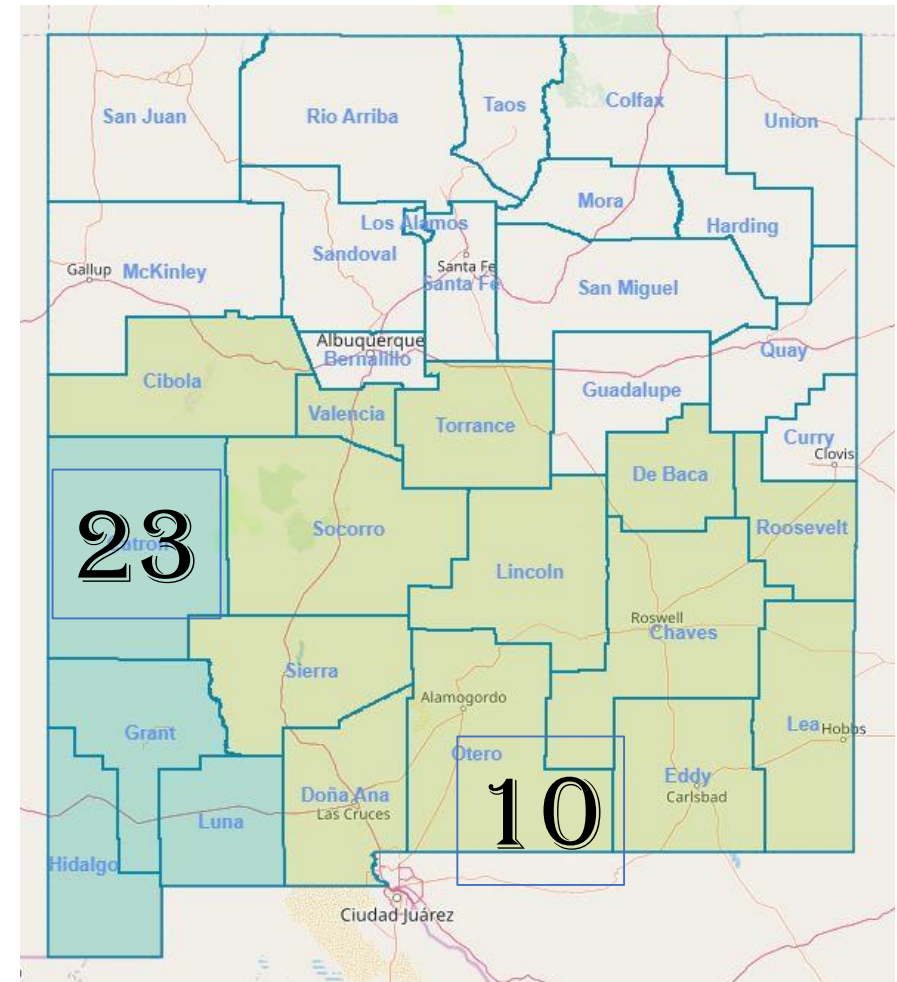 San Juan
Rio Arriba
Taos
Colfax
Union
Mora
Harding
Los Alamos
Sandoval
Santa Fe
Santa Fe
San Miguel
Gallup
McKinley
Albuquerque
Bernalillo
Quay
Guadalupe
Cibola
Valencia
Torrance
Curry
Clovis
De Baca
Socorro
Roosevelt
23
Lincoln
Roswell
Chaves
Sierra
Alamogordo
Grant
Lea
Hobbs
Otero
Eddy
Carlsbad
Doña Ana
Las Cruces
10
Luna
Hidalgo
Ciudad Juárez